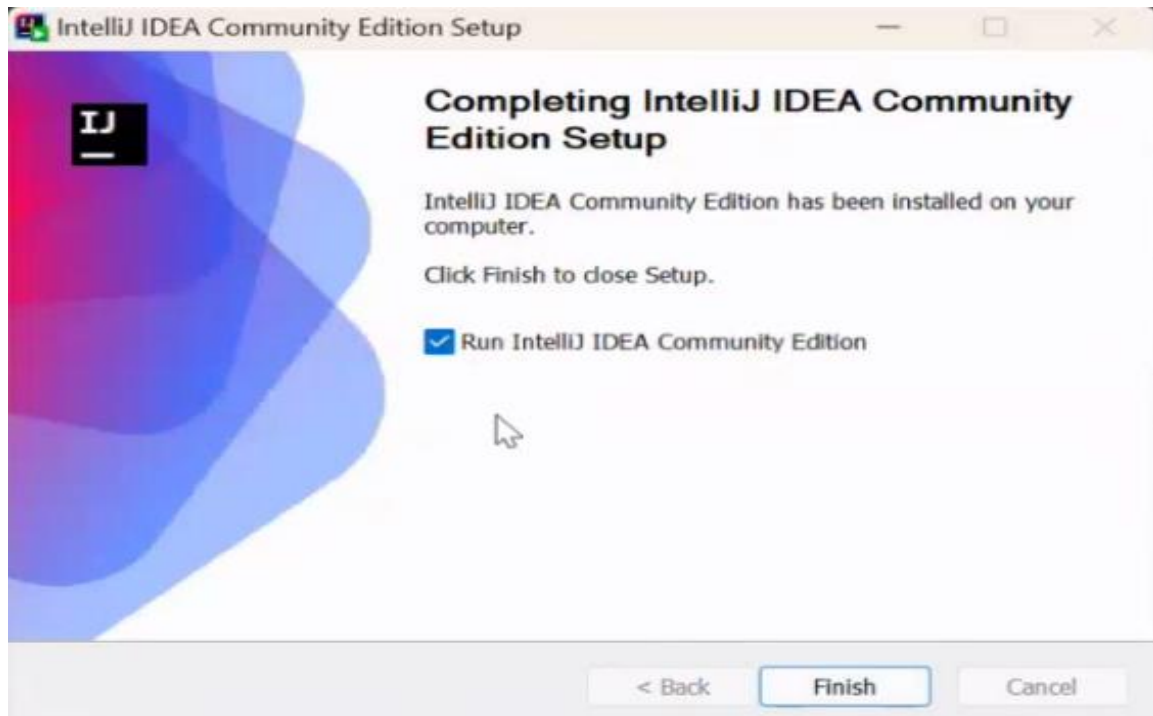 IntelliJ IDEA Community Edition Setup
IJ
Completing IntelliJ IDEA Community
Edition Setup
IntelliJ IDEA Community Edition has been installed on your
computer.
Click Finish to close Setup.
Run IntelliJ IDEA Community Edition
< Back
Finish
Cancel